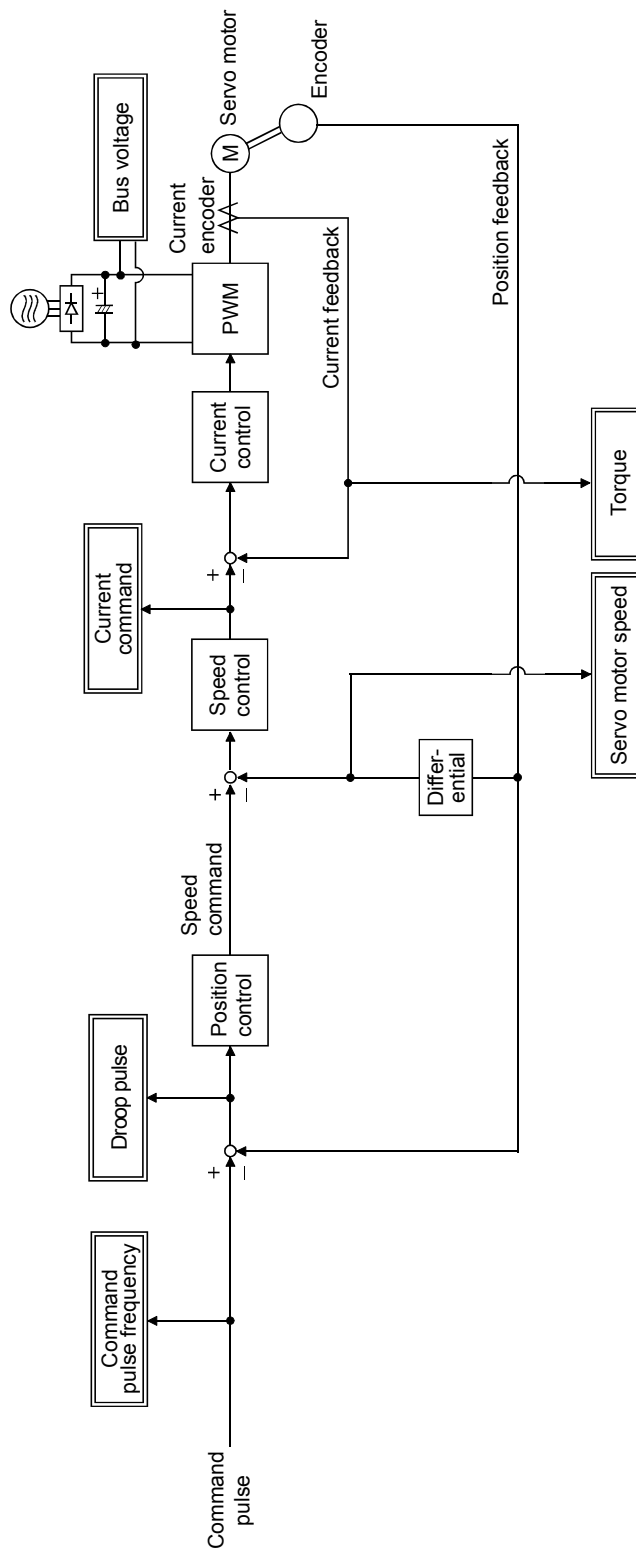 Command
pulse
Command
pulse frequency
+
−
Droop pulse
Position
control
Speed
command
+
−
Differ-
ential
Speed
control
Servo motor speed
Current
command
+
−
Current
control
Torque
Current feedback
PWM
+
Bus voltage
Current
encoder
M
Servo motor
Encoder
Position feedback